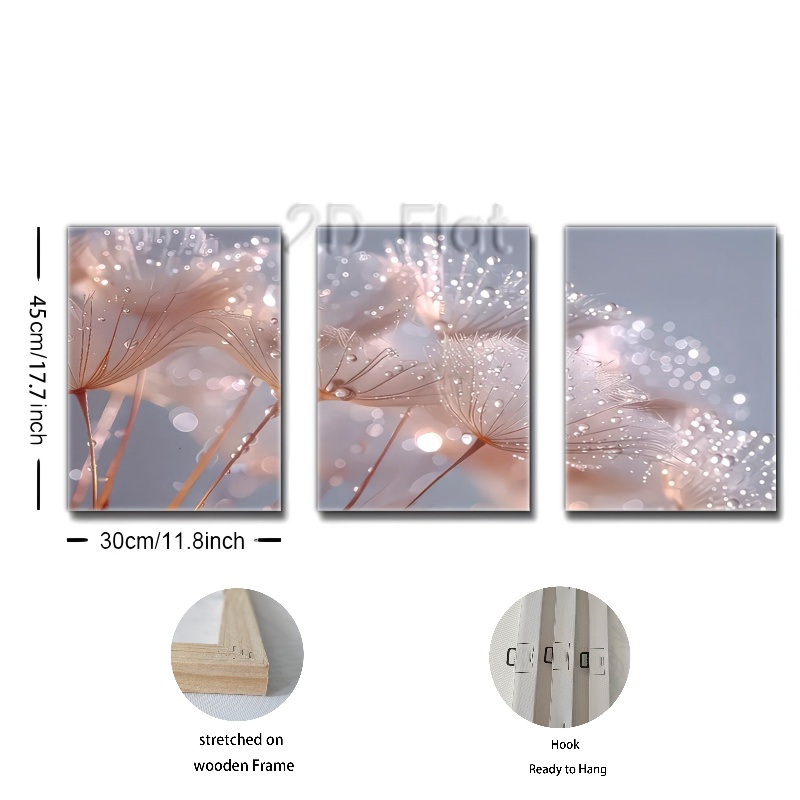 2D Flat
45cm/17.7inch
30cm/11.8inch
stretched on
wooden Frame
Hook
Ready to Hang